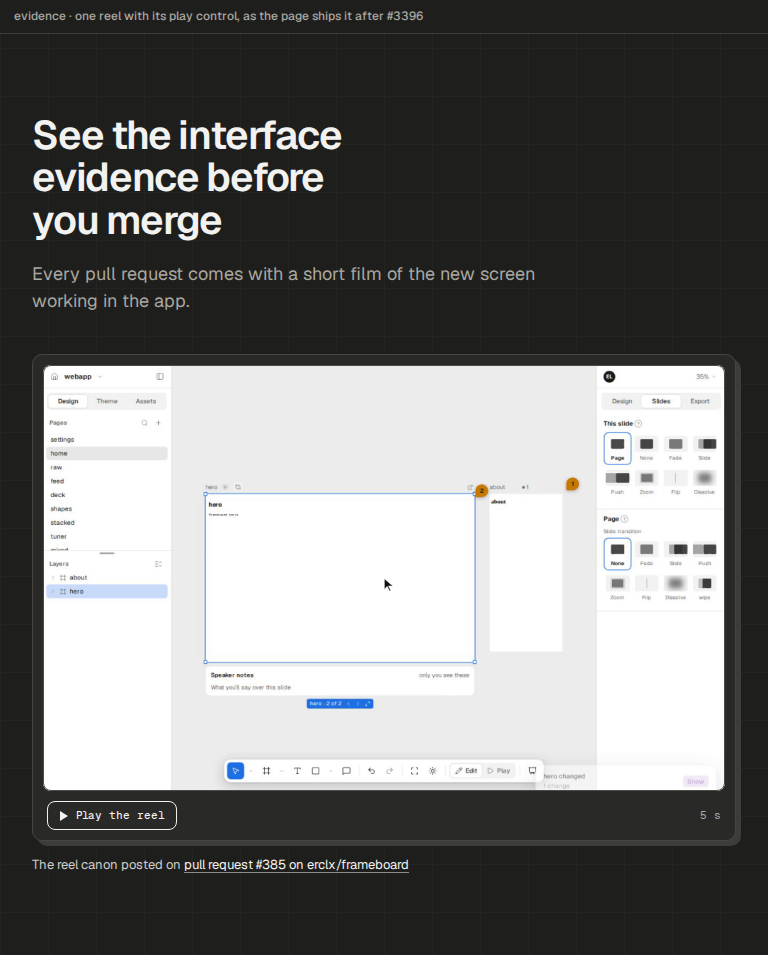 evidence · one reel with its play control, as the page ships it after #3396
See the interface
evidence before
you merge
Every pull request comes with a short film of the new screen
working in the app.
webapp
Design Theme Assets
Pages
settings
home
raw
feed
deck
shapes
stacked
tuner
Layers
about
hero
hero
2
about 1
1
hero
about
Speaker notes only you see these
What you'll say over this slide
hero · 2 of 2
Edit Play
hero changed
1 change
Show
EL 35%
Design Slides Export
This slide
Page None Fade Slide
Push Zoom Flip Dissolve
Page
Slide transition
None Fade Slide Push
Zoom Flip Dissolve wipe
Play the reel 5 s
The reel canon posted on pull request #385 on erclx/frameboard